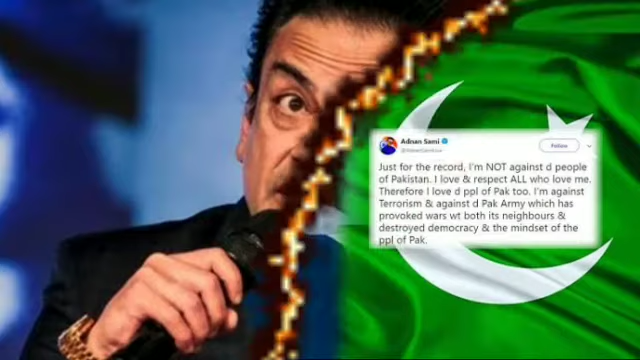 Adnan Sami
Follow
Just for the record, I'm NOT against d people
of Pakistan. I love & respect ALL who love me.
Therefore I love d ppl of Pak too. I'm against
Terrorism & against d Pak Army which has
provoked wars wt both its neighbours &
destroyed democracy & the mindset of the
ppl of Pak.